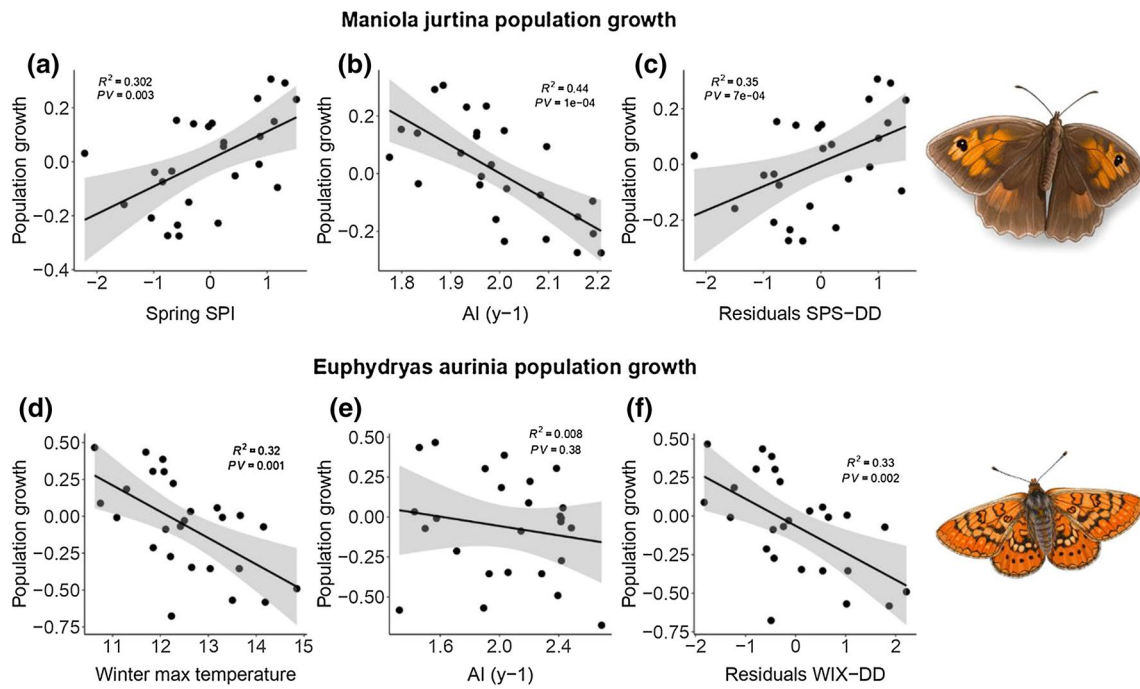 Maniola jurtina population growth
(a)
R² = 0.302
PV = 0.003
Population growth
0.2
0.0
−0.2
−0.4
−2 −1 0 1
Spring SPI
(b)
R² = 0.44
PV = 1e−04
Population growth
0.2
0.0
−0.2
1.8 1.9 2.0 2.1 2.2
AI (y−1)
(c)
R² = 0.35
PV = 7e−04
Population growth
0.2
0.0
−0.2
−2 −1 0 1
Residuals SPS−DD
Euphydryas aurinia population growth
(d)
R² = 0.32
PV = 0.001
Population growth
0.50
0.25
0.00
−0.25
−0.50
−0.75
11 12 13 14 15
Winter max temperature
(e)
R² = 0.008
PV = 0.38
Population growth
0.50
0.25
0.00
−0.25
−0.50
1.6 2.0 2.4
AI (y−1)
(f)
R² = 0.33
PV = 0.002
Population growth
0.50
0.25
0.00
−0.25
−0.50
−0.75
−2 −1 0 1 2
Residuals WIX−DD